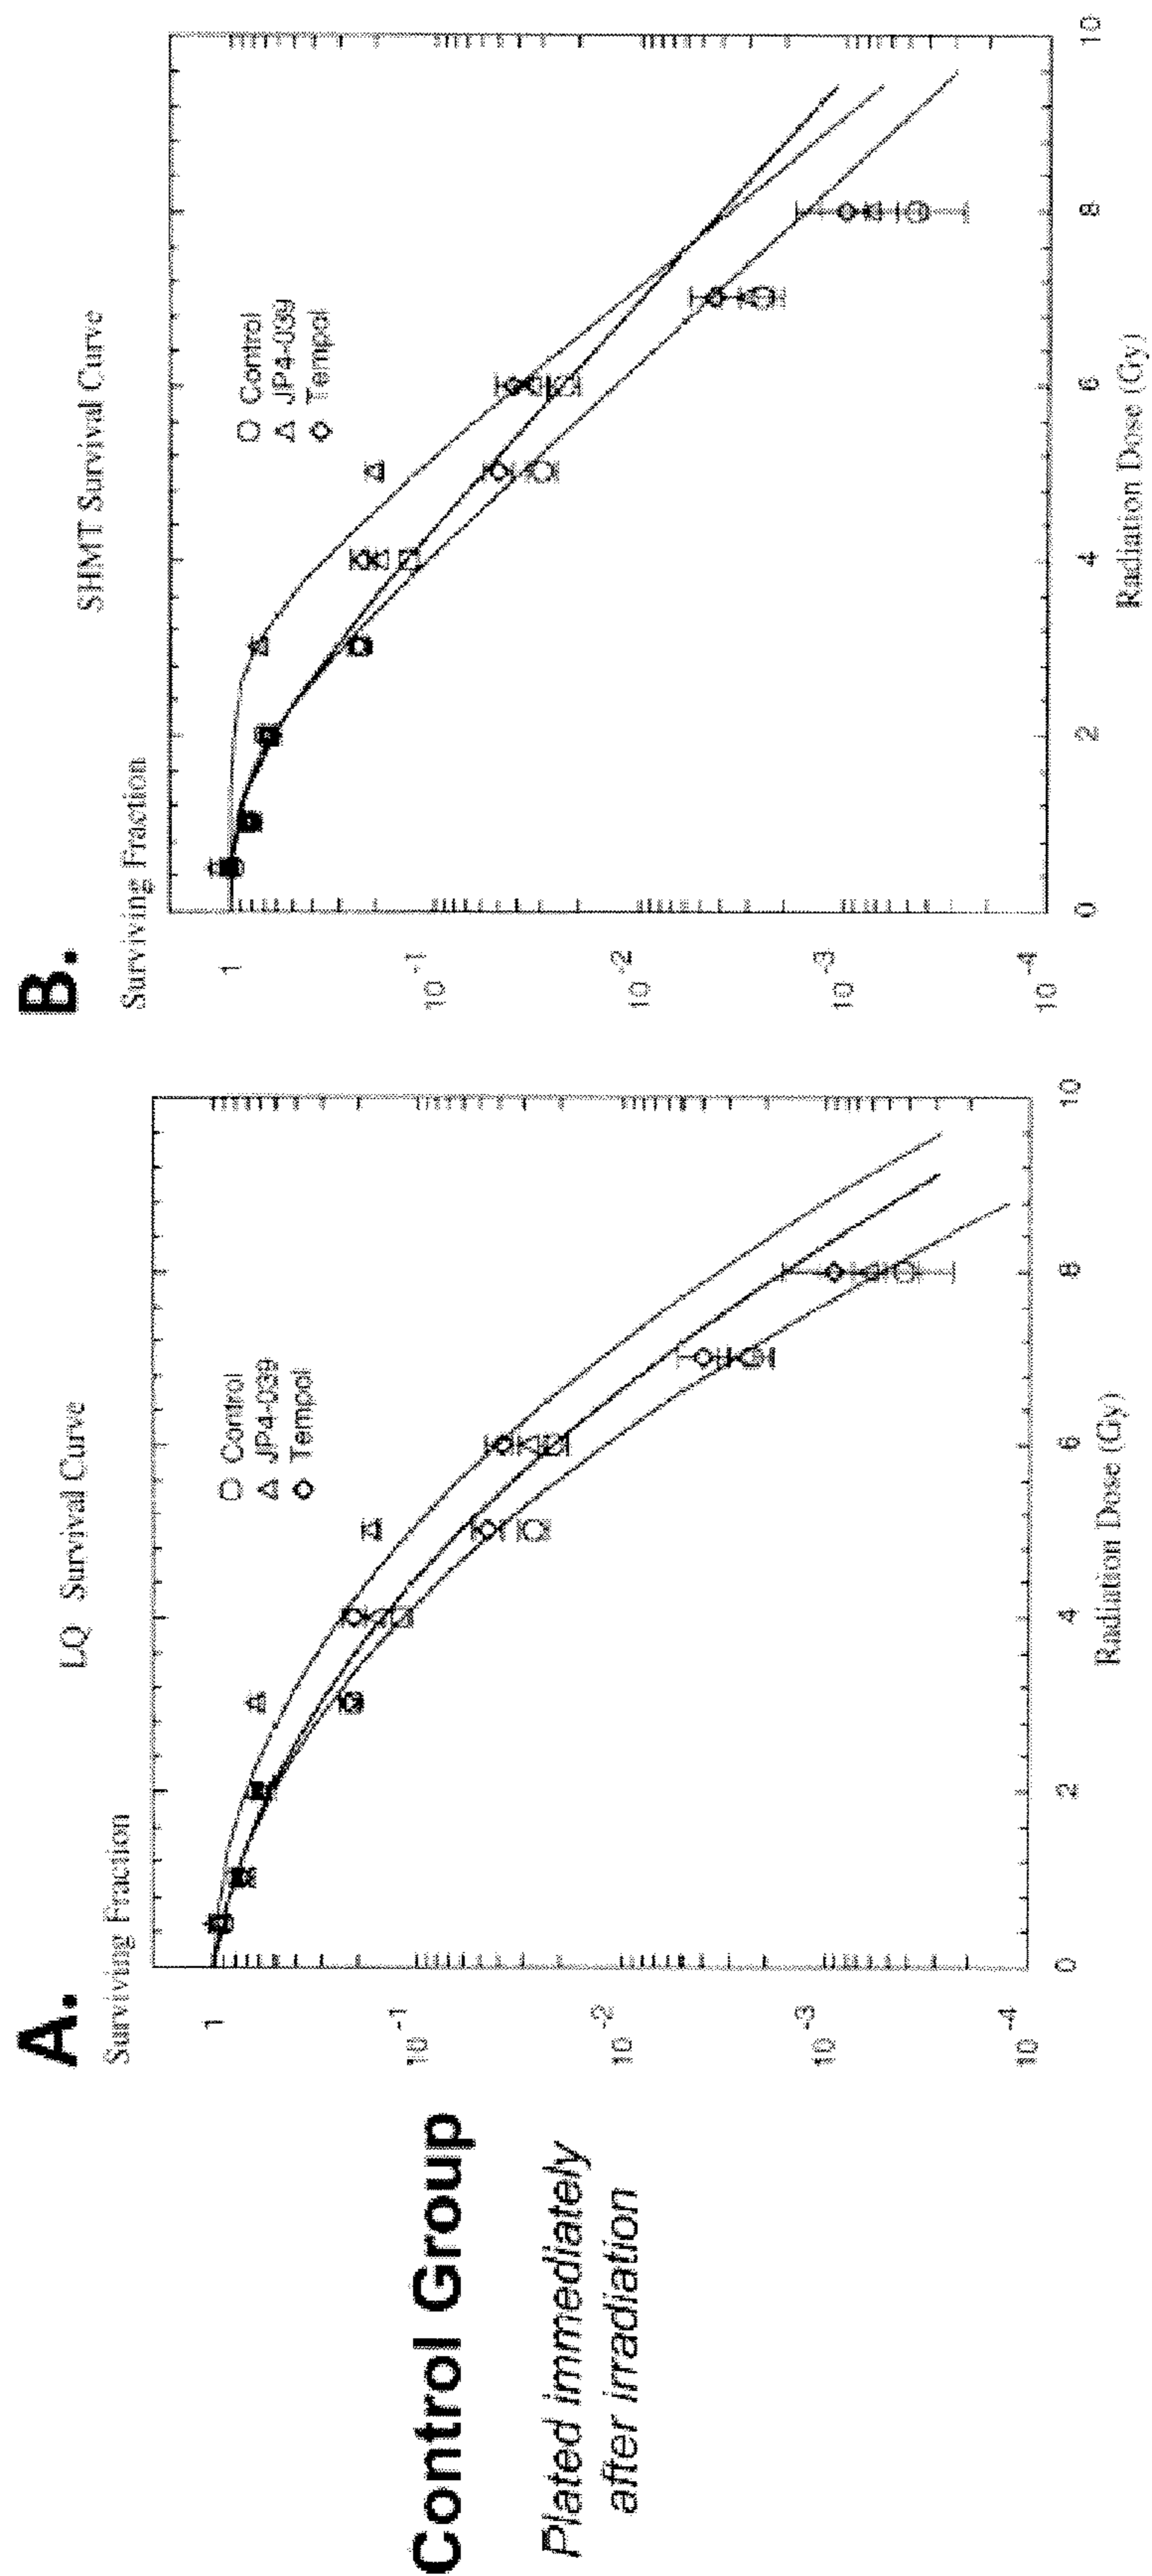 Control Group
Plated immediately
after irradiation
A.
LQ Survival Curve
Surviving Fraction
1
10 -1
10 -2
10 -3
10 -4
○ Control
△ JP4-039
◇ Tempol
0 2 4 6 8 10
Radiation Dose (Gy)
B.
SHMT Survival Curve
Surviving Fraction
1
10 -1
10 -2
10 -3
10 -4
○ Control
△ JP4-039
◇ Tempol
0 2 4 6 8 10
Radiation Dose (Gy)